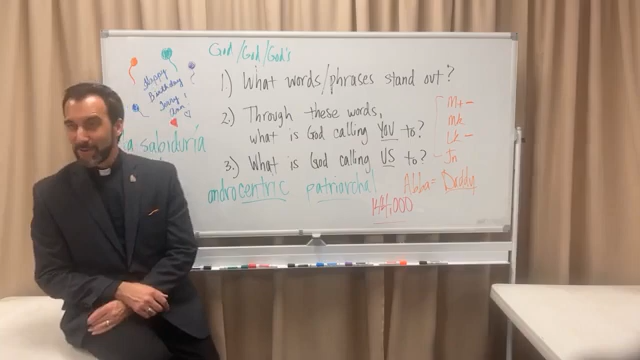 God/God/God's
Happy
Birthday
1.) What words/phrases stand out?
2.) Through these words,
what is God calling YOU to?
3.) What is God calling US to?
Mt
Mk
Lk
Jn
a sabiduría
androcentric patriarchal
Abba = Daddy
144,000